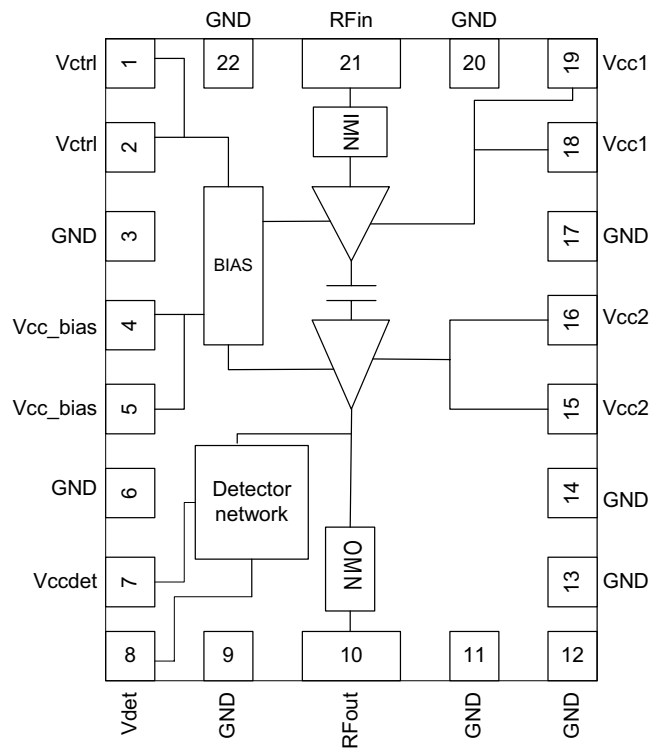 GND RFin GND
Vctrl 1 22 21 20 19 Vcc1
IMN
Vctrl 2 18 Vcc1
GND 3 17 GND
BIAS
Vcc_bias 4 16 Vcc2
Vcc_bias 5 15 Vcc2
GND 6 14 GND
Detector
network
OMN
Vccdet 7 13 GND
8 9 10 11 12
Vdet GND RFout GND GND